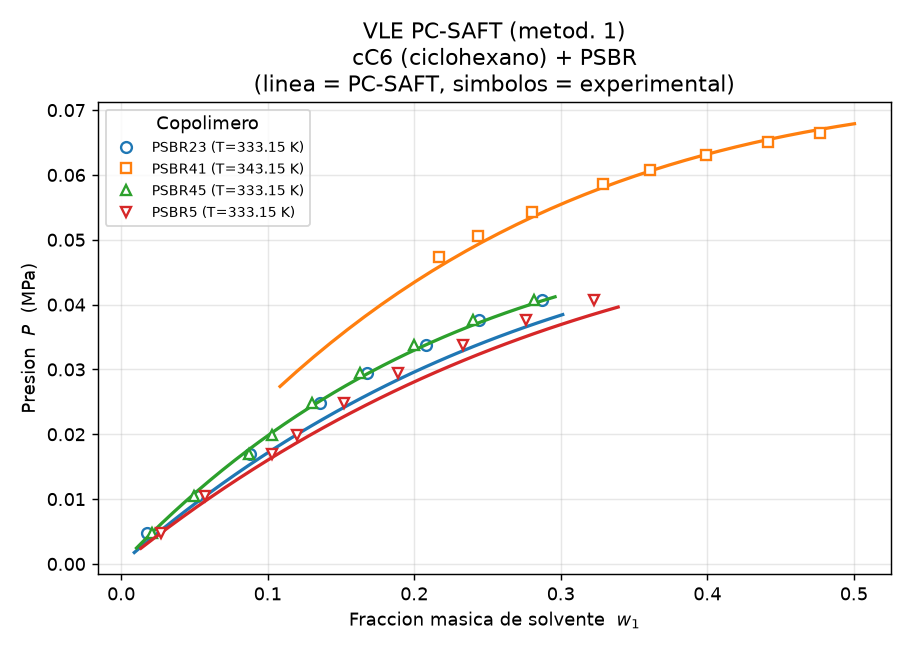 VLE PC-SAFT (metod. 1)
cC6 (ciclohexano) + PSBR
(linea = PC-SAFT, simbolos = experimental)
Copolimero
PSBR23 (T=333.15 K)
PSBR41 (T=343.15 K)
PSBR45 (T=333.15 K)
PSBR5 (T=333.15 K)
Presion P (MPa)
0.07
0.06
0.05
0.04
0.03
0.02
0.01
0.00
0.0 0.1 0.2 0.3 0.4 0.5
Fraccion masica de solvente w₁